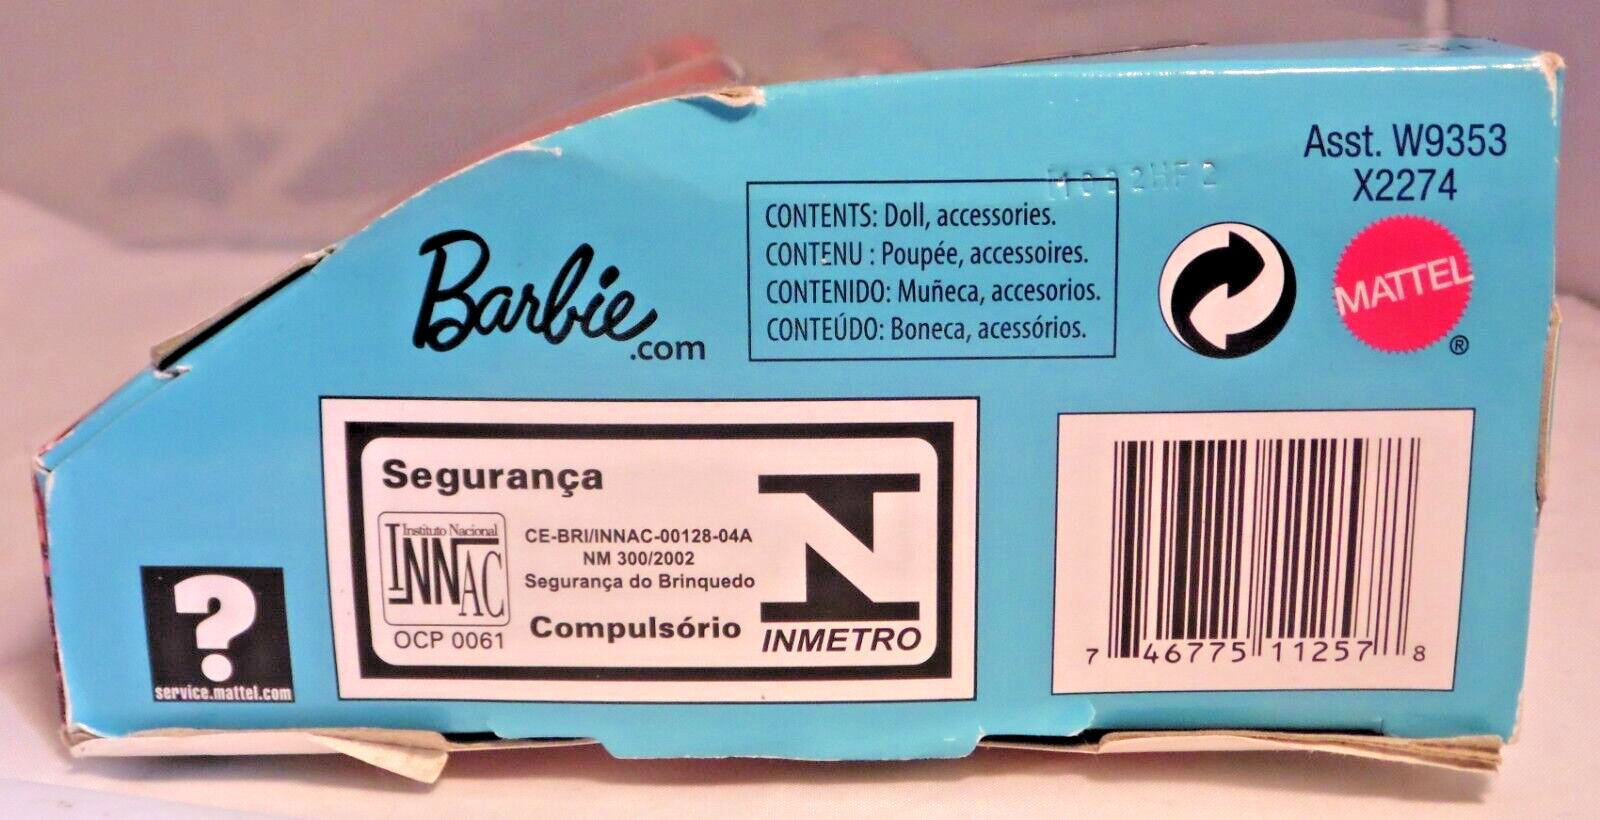 Asst. W9353
X2274
CONTENTS: Doll, accessories.
CONTENU : Poupée, accessoires.
CONTENIDO: Muñeca, accesorios.
CONTEÚDO: Boneca, acessórios.
Barbie
.com
MATTEL
®
Segurança
Instituto Nacional
INNAC
OCP 0061
CE-BRI/INNAC-00128-04A
NM 300/2002
Segurança do Brinquedo
Compulsório
INMETRO
?
service.mattel.com
7 46775 11257 8